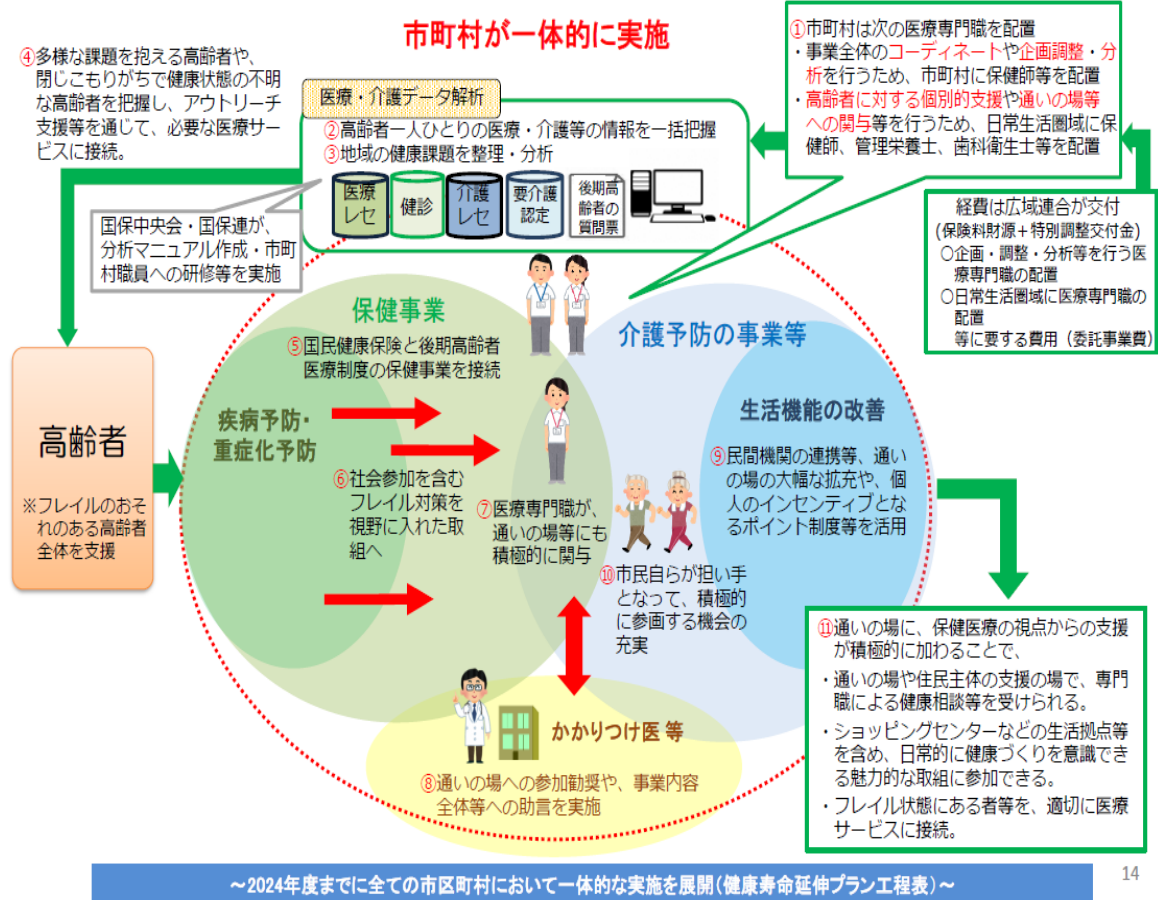 市町村が一体的に実施
①市町村は次の医療専門職を配置
・事業全体のコーディネートや企画調整・分
析を行うため、市町村に保健師等を配置
・高齢者に対する個別的支援や通いの場等
への関与等を行うため、日常生活圏域に保
健師、管理栄養士、歯科衛生士等を配置
④多様な課題を抱える高齢者や、
閉じこもりがちで健康状態の不明
な高齢者を把握し、アウトリーチ
支援等を通じて、必要な医療サー
ビスに接続。
医療・介護データ解析
②高齢者一人ひとりの医療・介護等の情報を一括把握
③地域の健康課題を整理・分析
医療
レセ
健診
介護
レセ
要介護
認定
後期高
齢者の
質問票
経費は広域連合が交付
(保険料財源＋特別調整交付金)
○企画・調整・分析等を行う医
療専門職の配置
○日常生活圏域に医療専門職の
配置
等に要する費用（委託事業費）
国保中央会・国保連が、
分析マニュアル作成・市町
村職員への研修等を実施
保健事業
⑤国民健康保険と後期高齢者
医療制度の保健事業を接続
介護予防の事業等
高齢者
※フレイルのおそ
れのある高齢者
全体を支援
疾病予防・
重症化予防
⑥社会参加を含む
フレイル対策を
視野に入れた取
組へ
⑦医療専門職が、
通いの場等にも
積極的に関与
生活機能の改善
⑨民間機関の連携等、通い
の場の大幅な拡充や、個
人のインセンティブとな
るポイント制度等を活用
⑩市民自らが担い手
となって、積極的
に参画する機会の
充実
かかりつけ医 等
⑧通いの場への参加勧奨や、事業内容
全体等への助言を実施
⑪通いの場に、保健医療の視点からの支援
が積極的に加わることで、
・通いの場や住民主体の支援の場で、専門
職による健康相談等を受けられる。
・ショッピングセンターなどの生活拠点等
を含め、日常的に健康づくりを意識でき
る魅力的な取組に参加できる。
・フレイル状態にある者等を、適切に医療
サービスに接続。
～2024年度までに全ての市区町村において一体的な実施を展開（健康寿命延伸プラン工程表）～
14